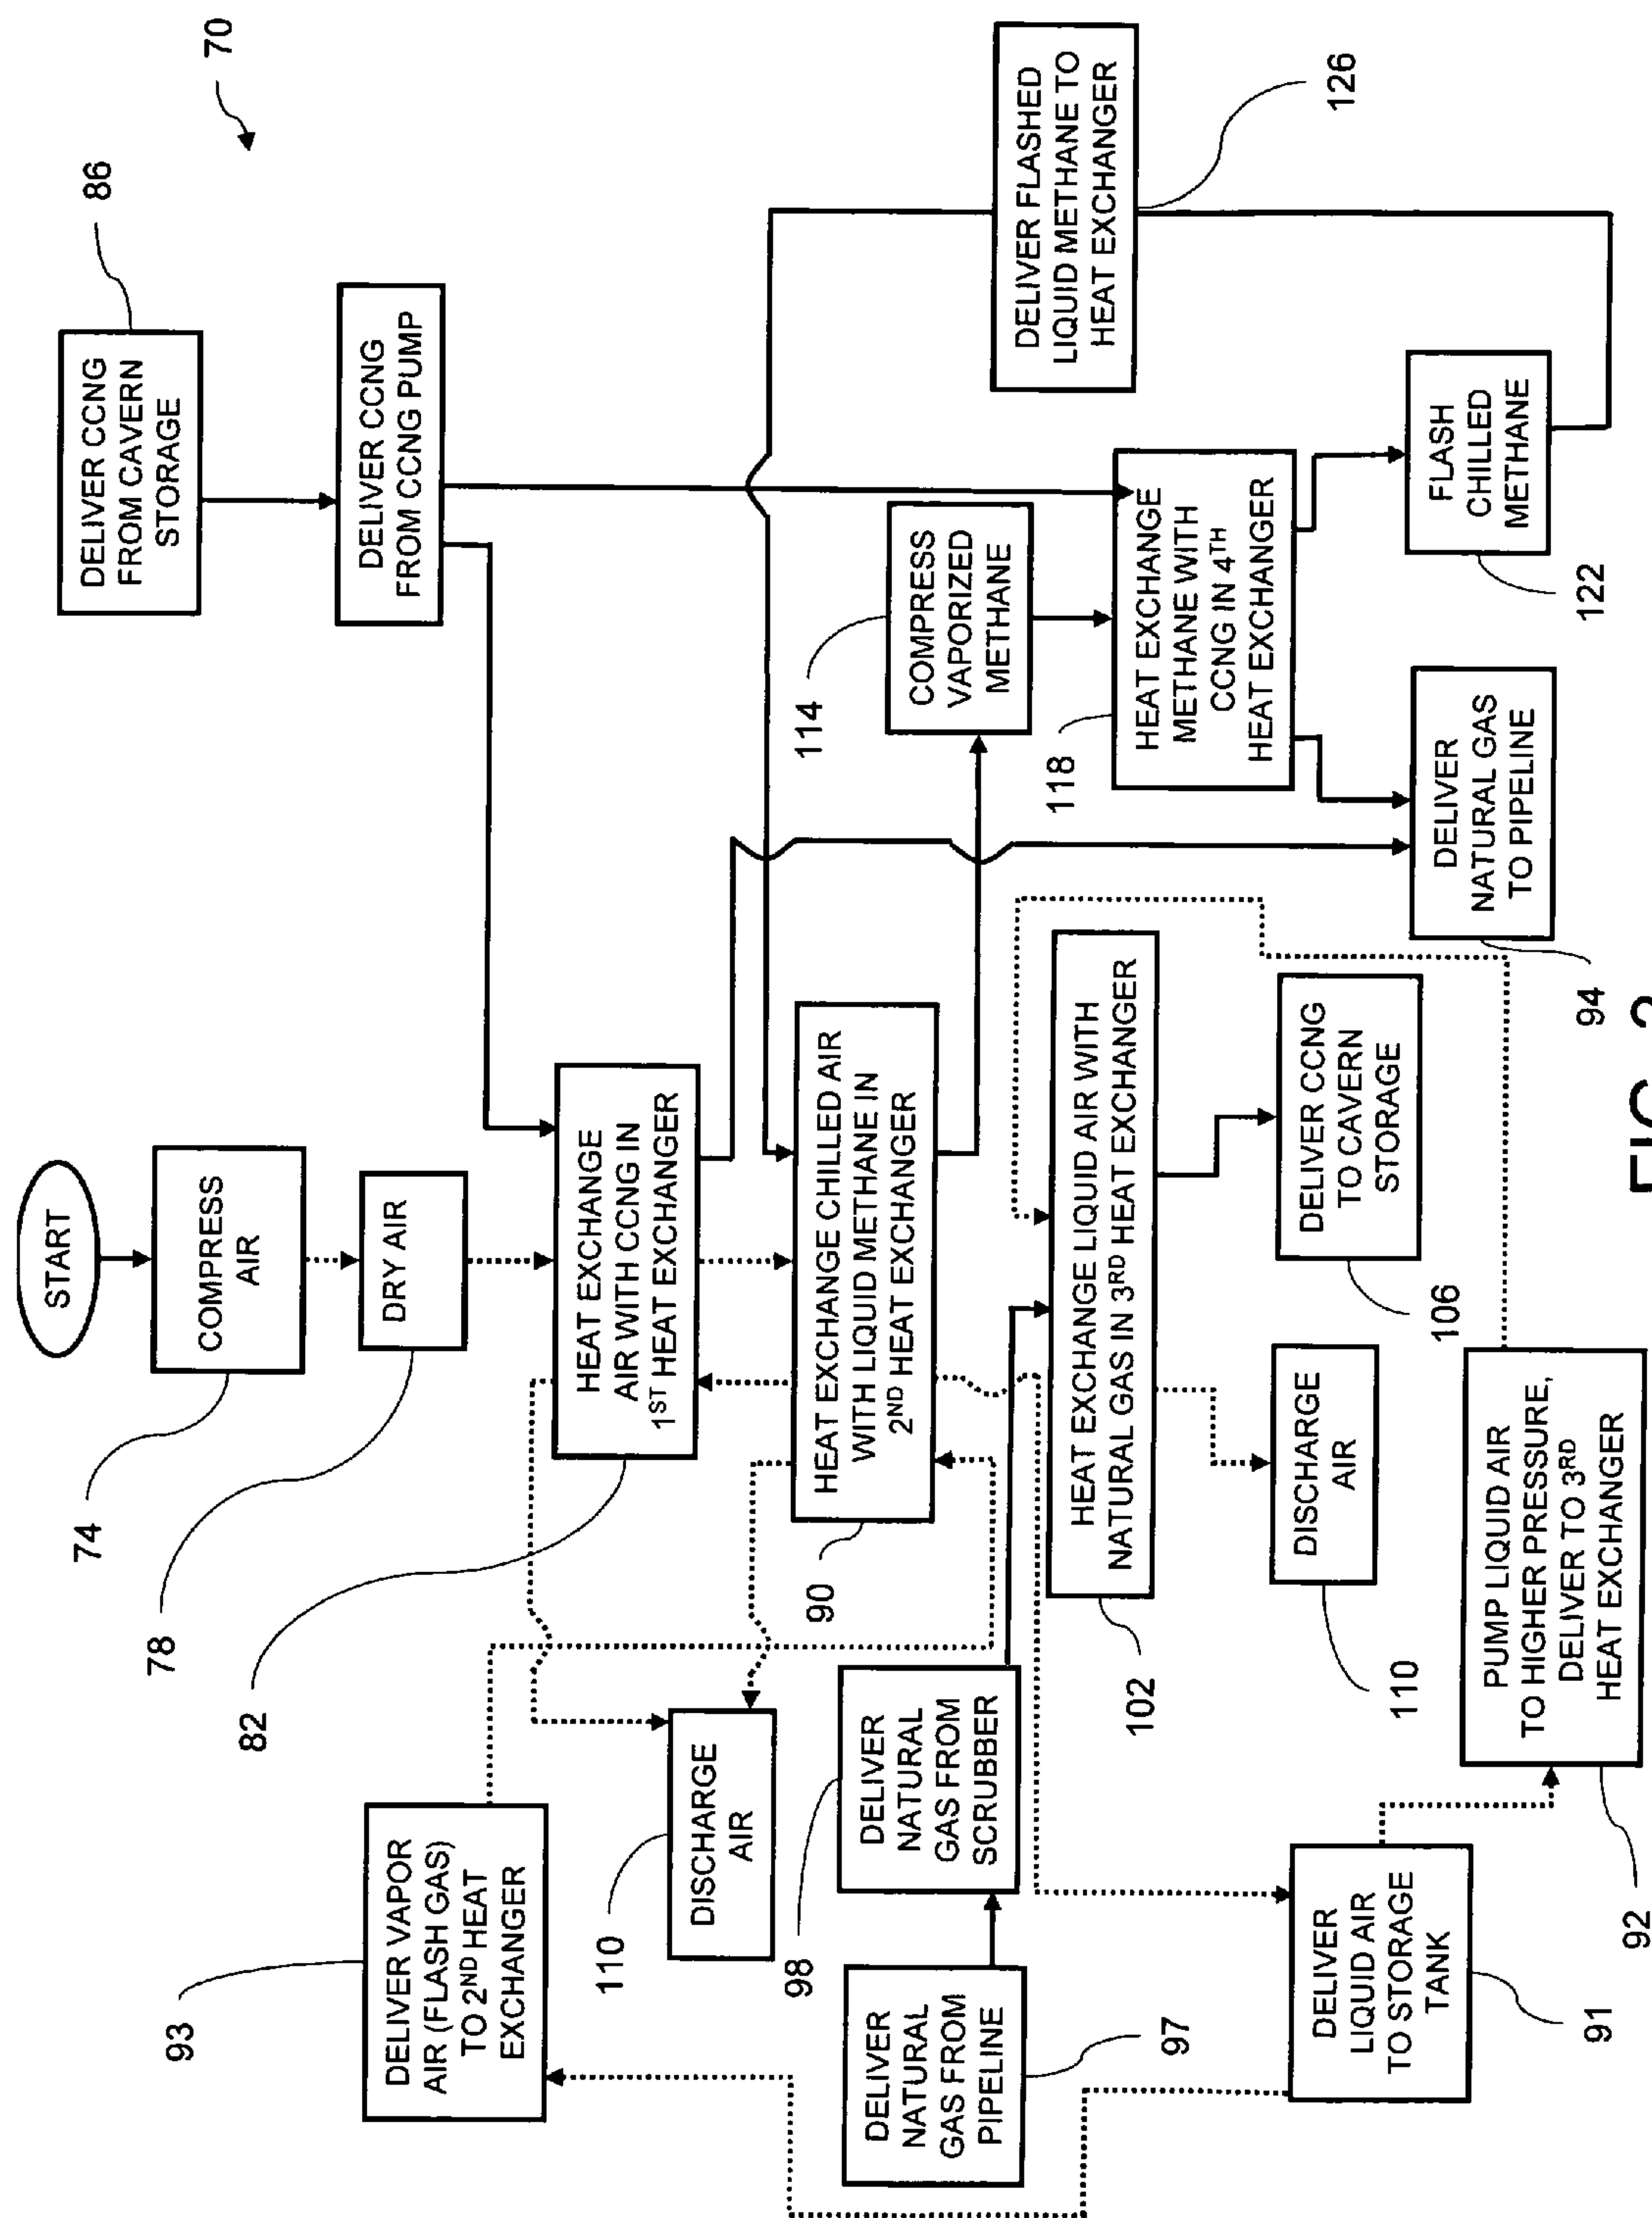 START
70
86
DELIVER CCNG
FROM CAVERN
STORAGE
74
COMPRESS
AIR
78
DRY AIR
DELIVER CCNG
FROM CCNG PUMP
93
DELIVER VAPOR
AIR (FLASH GAS)
TO 2ND HEAT
EXCHANGER
82
HEAT EXCHANGE
AIR WITH CCNG IN
1ST HEAT EXCHANGER
110
DISCHARGE
AIR
90
HEAT EXCHANGE CHILLED AIR
WITH LIQUID METHANE IN
2ND HEAT EXCHANGER
114
COMPRESS
VAPORIZED
METHANE
DELIVER FLASHED
LIQUID METHANE TO
HEAT EXCHANGER
126
98
DELIVER
NATURAL
GAS FROM
SCRUBBER
DELIVER
NATURAL
GAS FROM
PIPELINE
97
102
HEAT EXCHANGE LIQUID AIR WITH
NATURAL GAS IN 3RD HEAT EXCHANGER
118
HEAT EXCHANGE
METHANE WITH
CCNG IN 4TH
HEAT EXCHANGER
DISCHARGE
AIR
110
DELIVER CCNG
TO CAVERN
STORAGE
106
DELIVER
NATURAL GAS
TO PIPELINE
94
FLASH
CHILLED
METHANE
122
DELIVER
LIQUID AIR
TO STORAGE
TANK
91
PUMP LIQUID AIR
TO HIGHER PRESSURE,
DELIVER TO 3RD
HEAT EXCHANGER
92